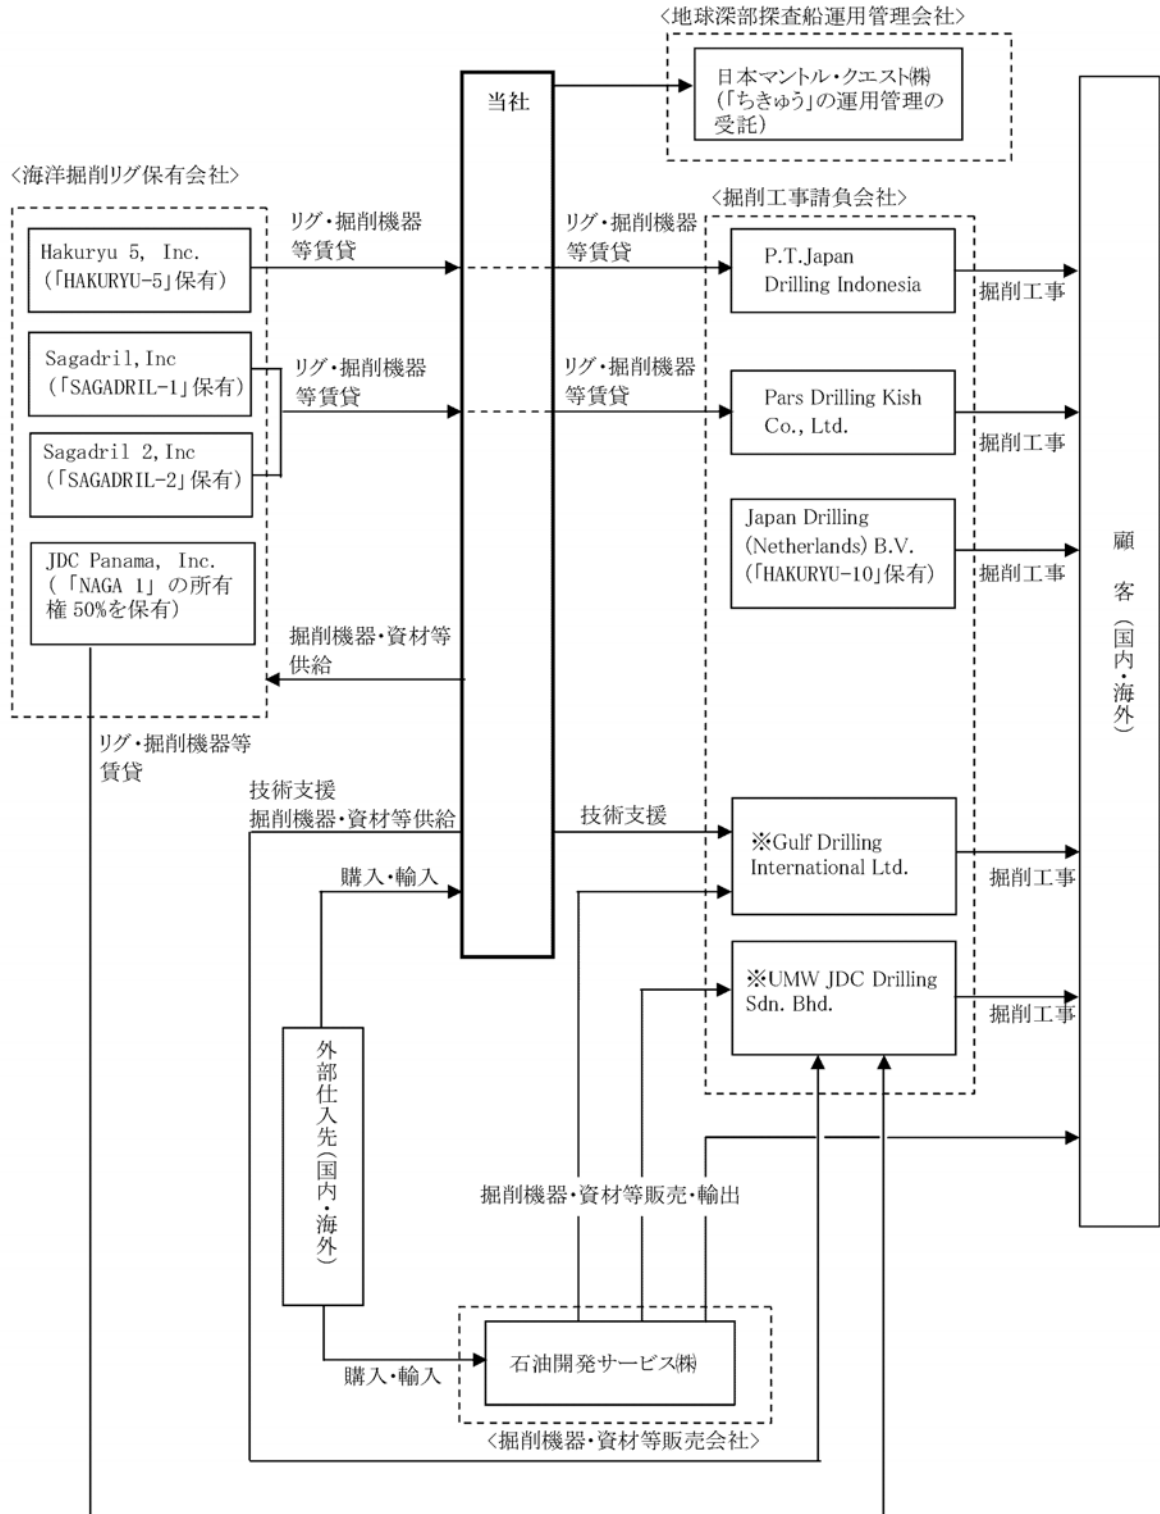 <地球深部探査船運用管理会社>
日本マントル・クエスト㈱
(「ちきゅう」の運用管理の
受託)
当社
<海洋掘削リグ保有会社>
<掘削工事請負会社>
Hakuryu 5, Inc.
(「HAKURYU-5」保有)
リグ・掘削機器
等賃貸
リグ・掘削機器
等賃貸
P.T.Japan
Drilling Indonesia
掘削工事
Sagadril,Inc
(「SAGADRIL-1」保有)
リグ・掘削機器
等賃貸
リグ・掘削機器
等賃貸
Pars Drilling Kish
Co., Ltd.
掘削工事
Sagadril 2,Inc
(「SAGADRIL-2」保有)
Japan Drilling
(Netherlands) B.V.
(「HAKURYU-10」保有)
掘削工事
JDC Panama, Inc.
(「NAGA 1」の所有
権 50%を保有)
掘削機器・資材等
供給
顧客(国内・海外)
リグ・掘削機器等
賃貸
技術支援
掘削機器・資材等供給
技術支援
※Gulf Drilling
International Ltd.
掘削工事
購入・輸入
※UMW JDC Drilling
Sdn. Bhd.
掘削工事
外部仕入先(国内・海外)
掘削機器・資材等販売・輸出
石油開発サービス㈱
購入・輸入
<掘削機器・資材等販売会社>